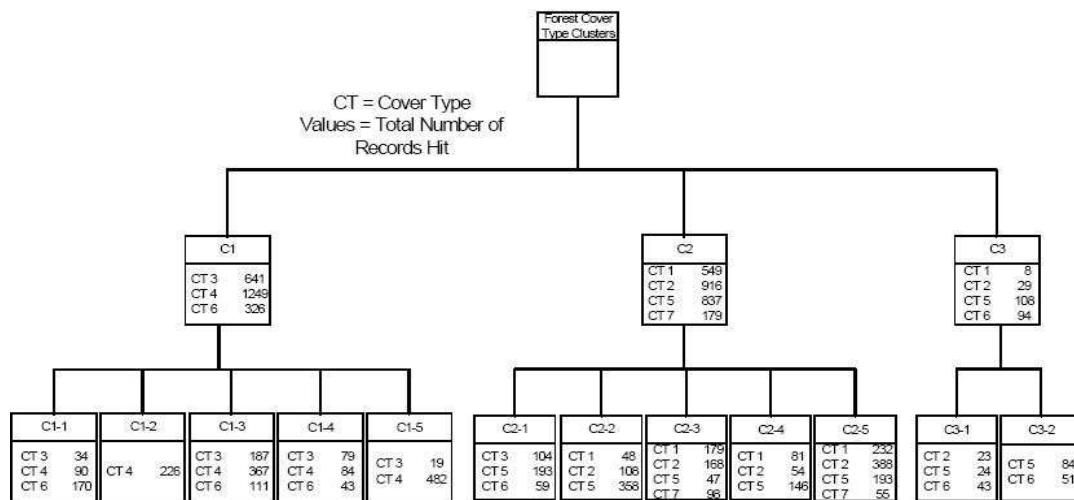 Forest Cover
Type Clusters
CT = Cover Type
Values = Total Number of
Records Hit
C1
CT 3 641
CT 4 1249
CT 6 326
C2
CT 1 549
CT 2 916
CT 5 837
CT 7 179
C3
CT 1 8
CT 2 29
CT 5 108
CT 6 94
C1-1
CT 3 34
CT 4 90
CT 6 170
C1-2
CT 4 226
C1-3
CT 3 187
CT 4 367
CT 6 111
C1-4
CT 3 79
CT 4 84
CT 6 43
C1-5
CT 3 19
CT 4 482
C2-1
CT 3 104
CT 5 193
CT 6 59
C2-2
CT 1 48
CT 2 108
CT 5 358
C2-3
CT 1 179
CT 2 168
CT 5 47
CT 7 98
C2-4
CT 1 81
CT 2 54
CT 5 146
C2-5
CT 1 232
CT 2 388
CT 5 193
CT 7 55
C3-1
CT 2 23
CT 5 24
CT 6 43
C3-2
CT 5 84
CT 6 51